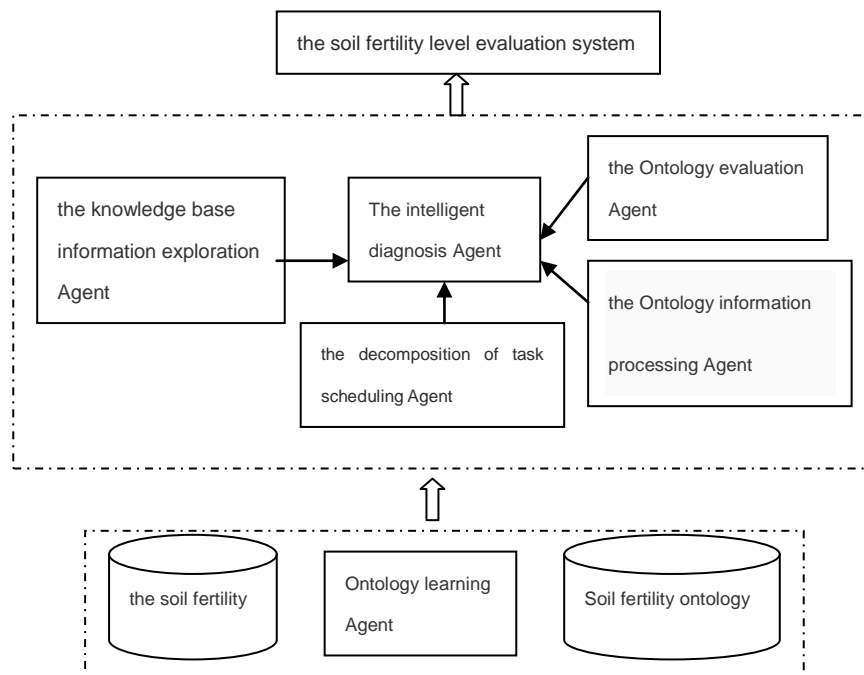 the soil fertility level evaluation system
the knowledge base
information exploration
Agent
The intelligent
diagnosis Agent
the Ontology evaluation
Agent
the Ontology information
processing Agent
the decomposition of task
scheduling Agent
the soil fertility
Ontology learning
Agent
Soil fertility ontology